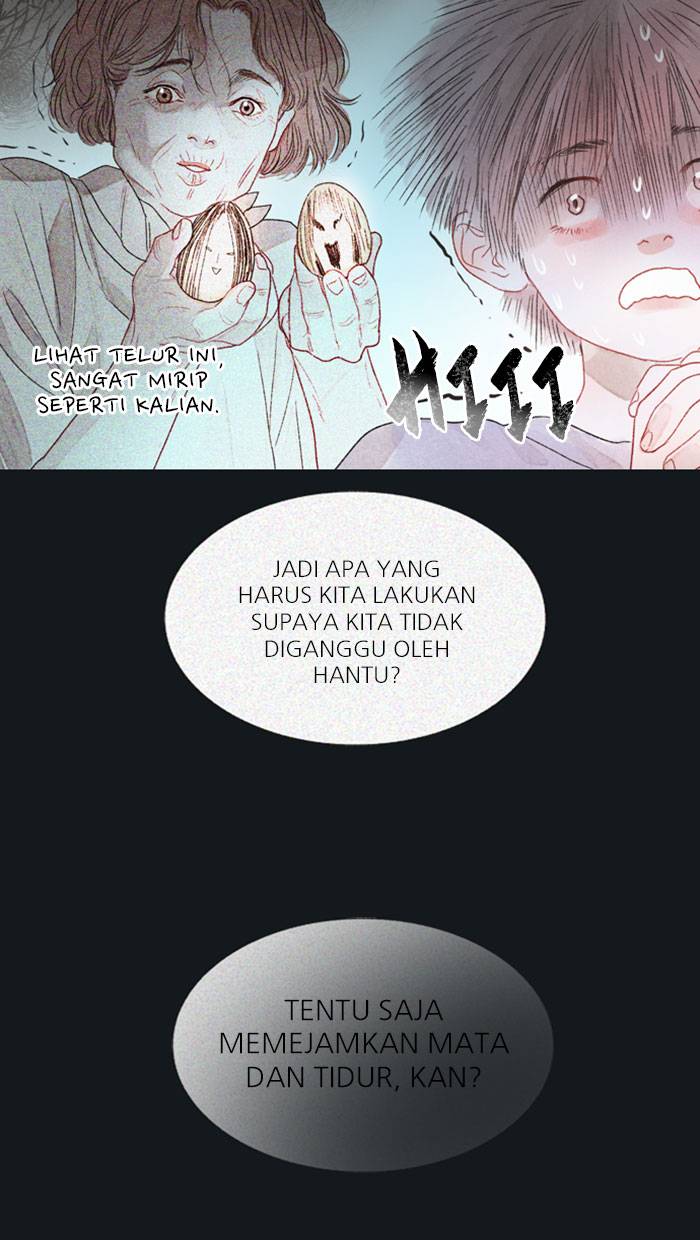 LIHAT TELUR INI,
SANGAT MIRIP
SEPERTI KALIAN.
HIIII
JADI APA YANG
HARUS KITA LAKUKAN
SUPAYA KITA TIDAK
DIGANGGU OLEH
HANTU?
TENTU SAJA
MEMEJAMKAN MATA
DAN TIDUR, KAN?